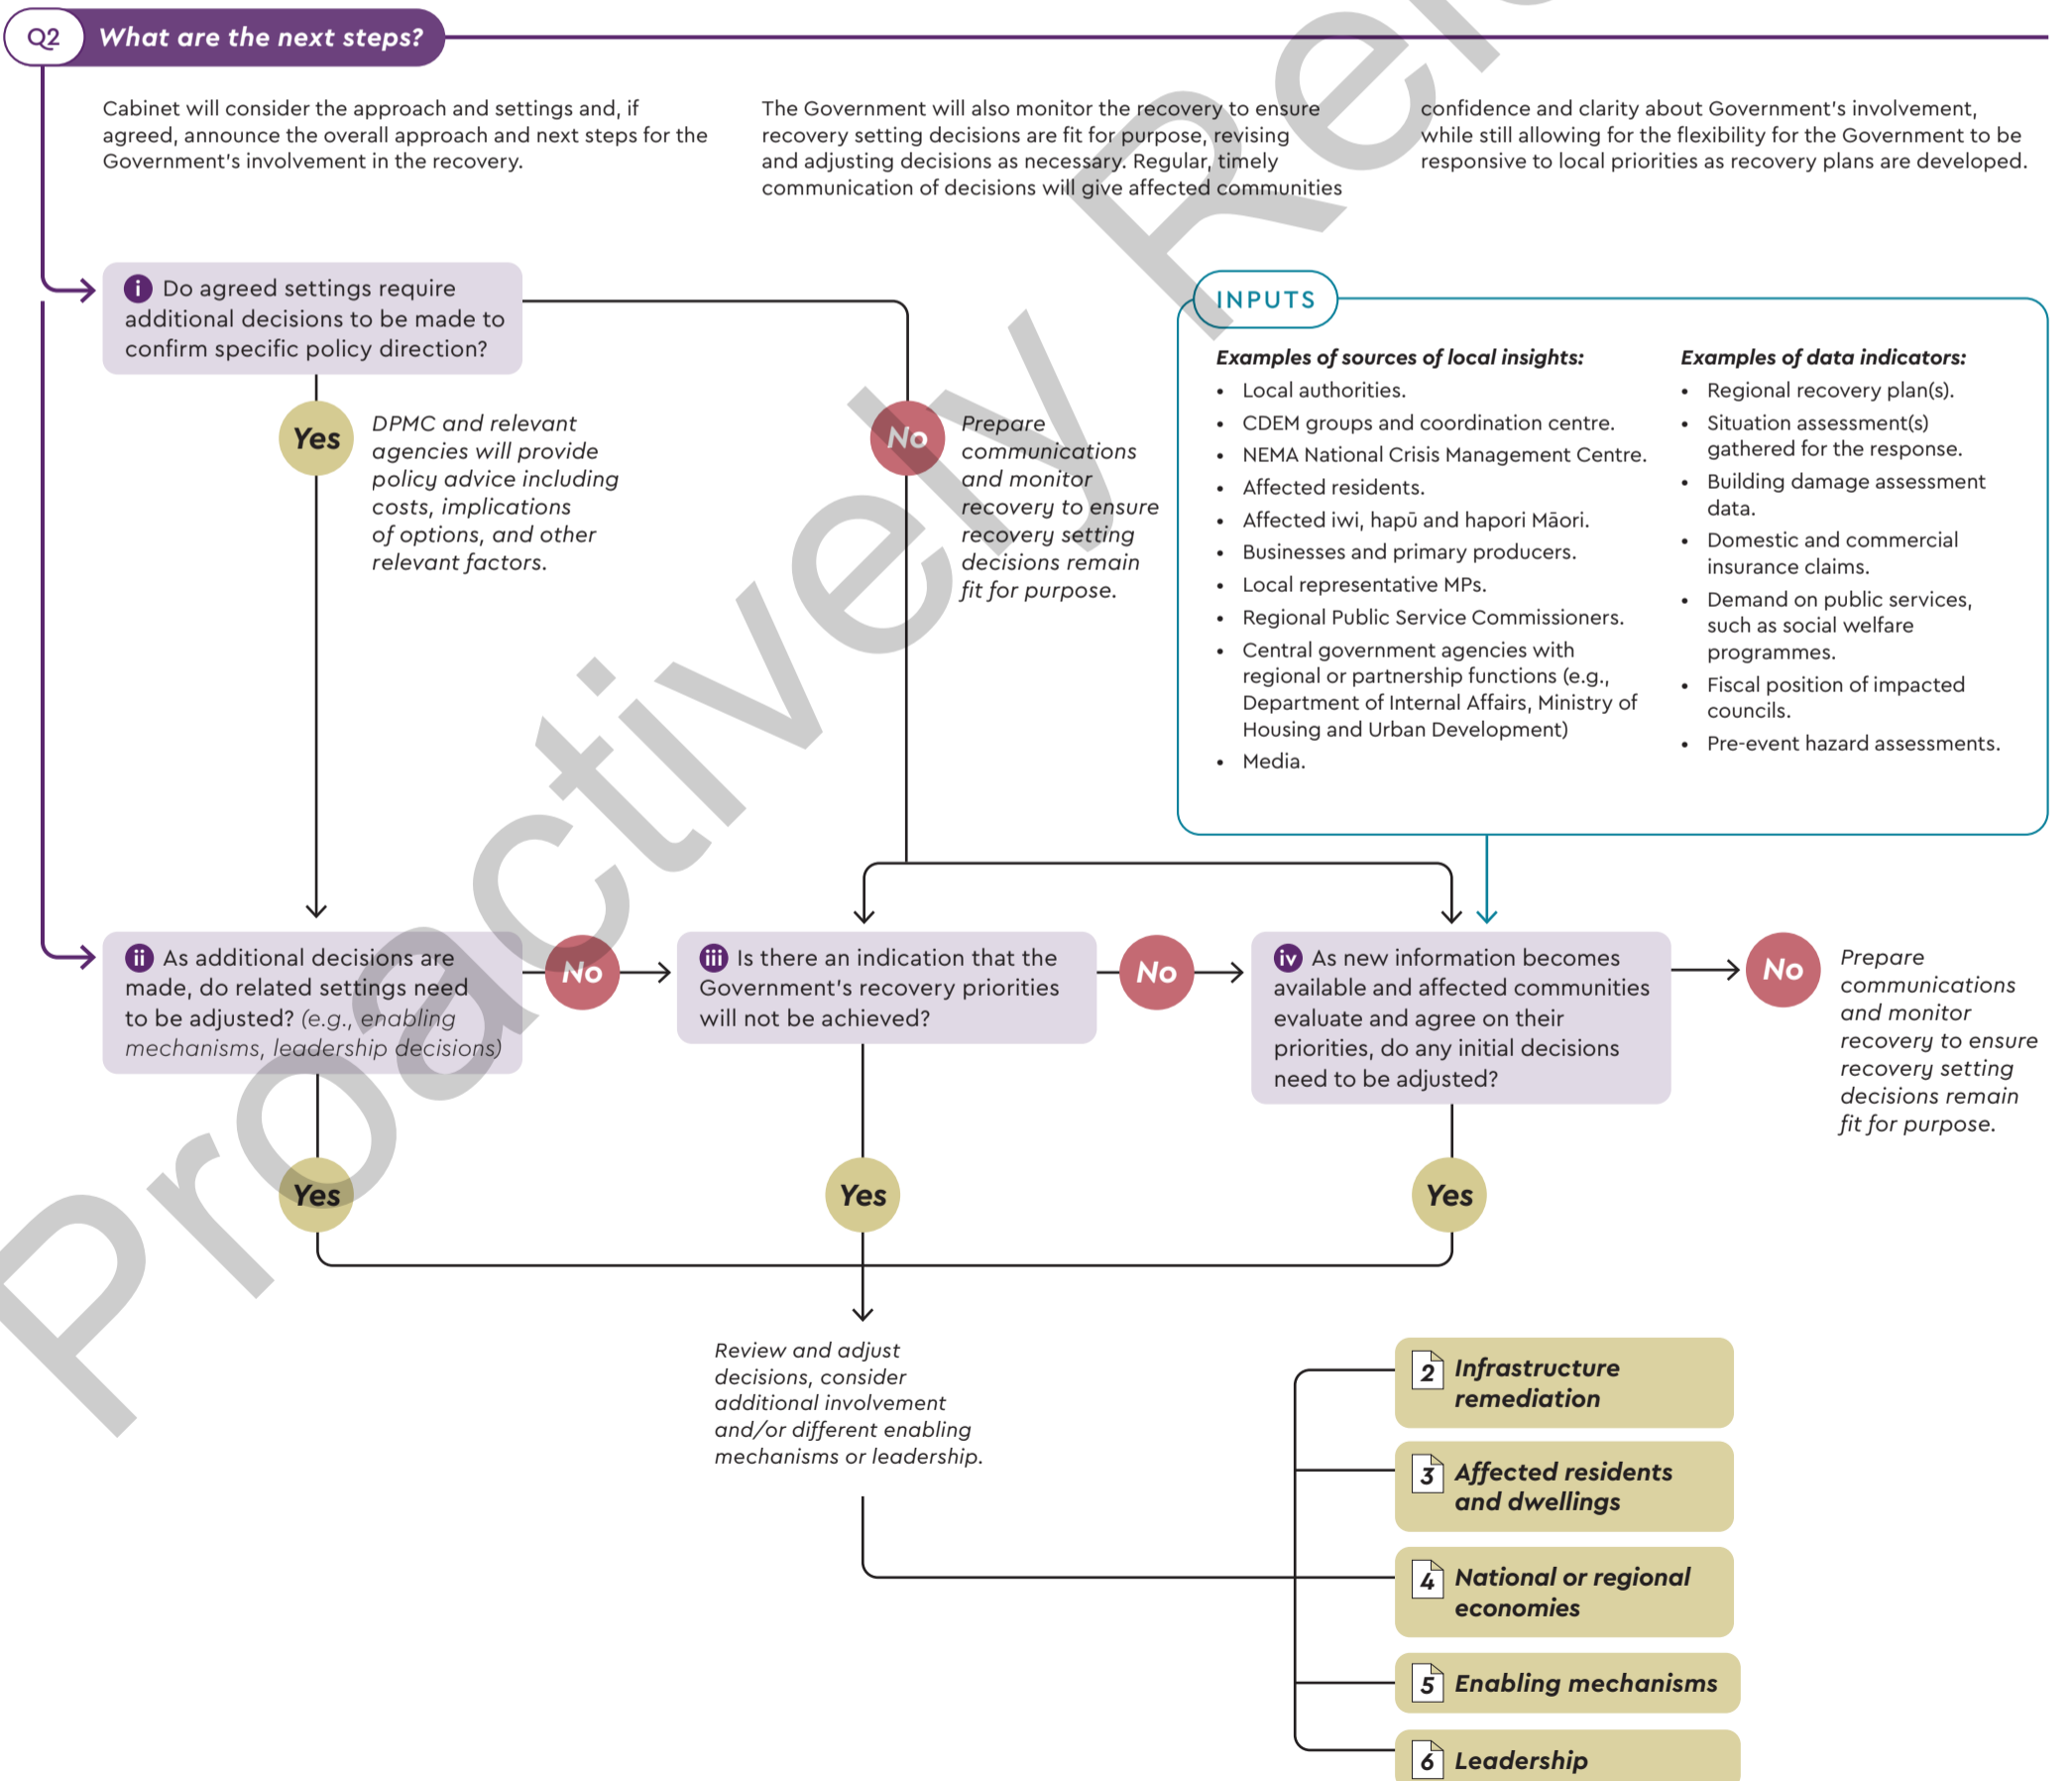 Q2 What are the next steps?
Cabinet will consider the approach and settings and, if
agreed, announce the overall approach and next steps for the
Government's involvement in the recovery.
The Government will also monitor the recovery to ensure
recovery setting decisions are fit for purpose, revising
and adjusting decisions as necessary. Regular, timely
communication of decisions will give affected communities
confidence and clarity about Government's involvement,
while still allowing for the flexibility for the Government to be
responsive to local priorities as recovery plans are developed.
i Do agreed settings require
additional decisions to be made to
confirm specific policy direction?
Yes
DPMC and relevant
agencies will provide
policy advice including
costs, implications
of options, and other
relevant factors.
No
Prepare
communications
and monitor
recovery to ensure
recovery setting
decisions remain
fit for purpose.
INPUTS
Examples of sources of local insights:
• Local authorities.
• CDEM groups and coordination centre.
• NEMA National Crisis Management Centre.
• Affected residents.
• Affected iwi, hapū and hapori Māori.
• Businesses and primary producers.
• Local representative MPs.
• Regional Public Service Commissioners.
• Central government agencies with
regional or partnership functions (e.g.,
Department of Internal Affairs, Ministry of
Housing and Urban Development)
• Media.
Examples of data indicators:
• Regional recovery plan(s).
• Situation assessment(s)
gathered for the response.
• Building damage assessment
data.
• Domestic and commercial
insurance claims.
• Demand on public services,
such as social welfare
programmes.
• Fiscal position of impacted
councils.
• Pre-event hazard assessments.
ii As additional decisions are
made, do related settings need
to be adjusted? (e.g., enabling
mechanisms, leadership decisions)
No
iii Is there an indication that the
Government's recovery priorities
will not be achieved?
No
iv As new information becomes
available and affected communities
evaluate and agree on their
priorities, do any initial decisions
need to be adjusted?
No
Prepare
communications
and monitor
recovery to ensure
recovery setting
decisions remain
fit for purpose.
Yes
Yes
Yes
Review and adjust
decisions, consider
additional involvement
and/or different enabling
mechanisms or leadership.
2 Infrastructure
remediation
3 Affected residents
and dwellings
4 National or regional
economies
5 Enabling mechanisms
6 Leadership
Proactively